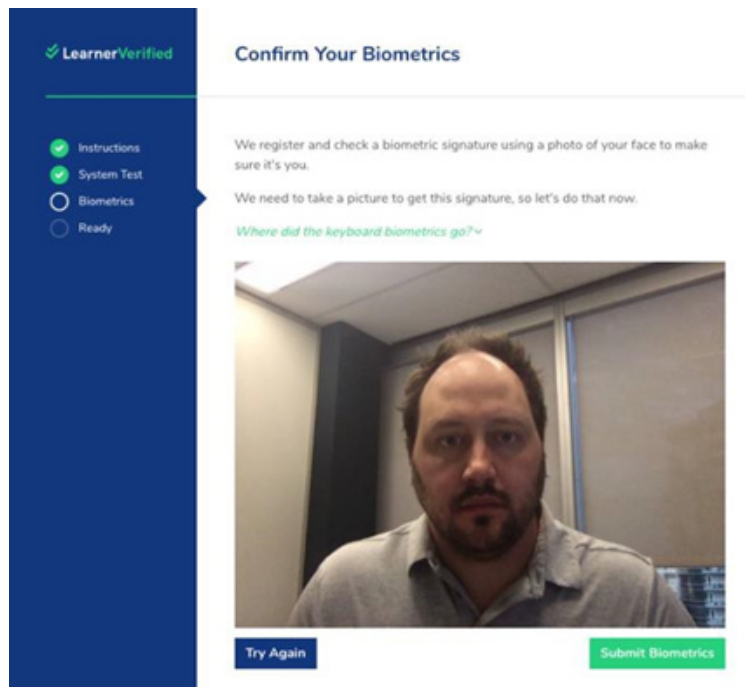 LearnerVerified
Confirm Your Biometrics
Instructions
System Test
Biometrics
Ready
We register and check a biometric signature using a photo of your face to make
sure it's you.
We need to take a picture to get this signature, so let's do that now.
Where did the keyboard biometrics go?
Try Again
Submit Biometrics